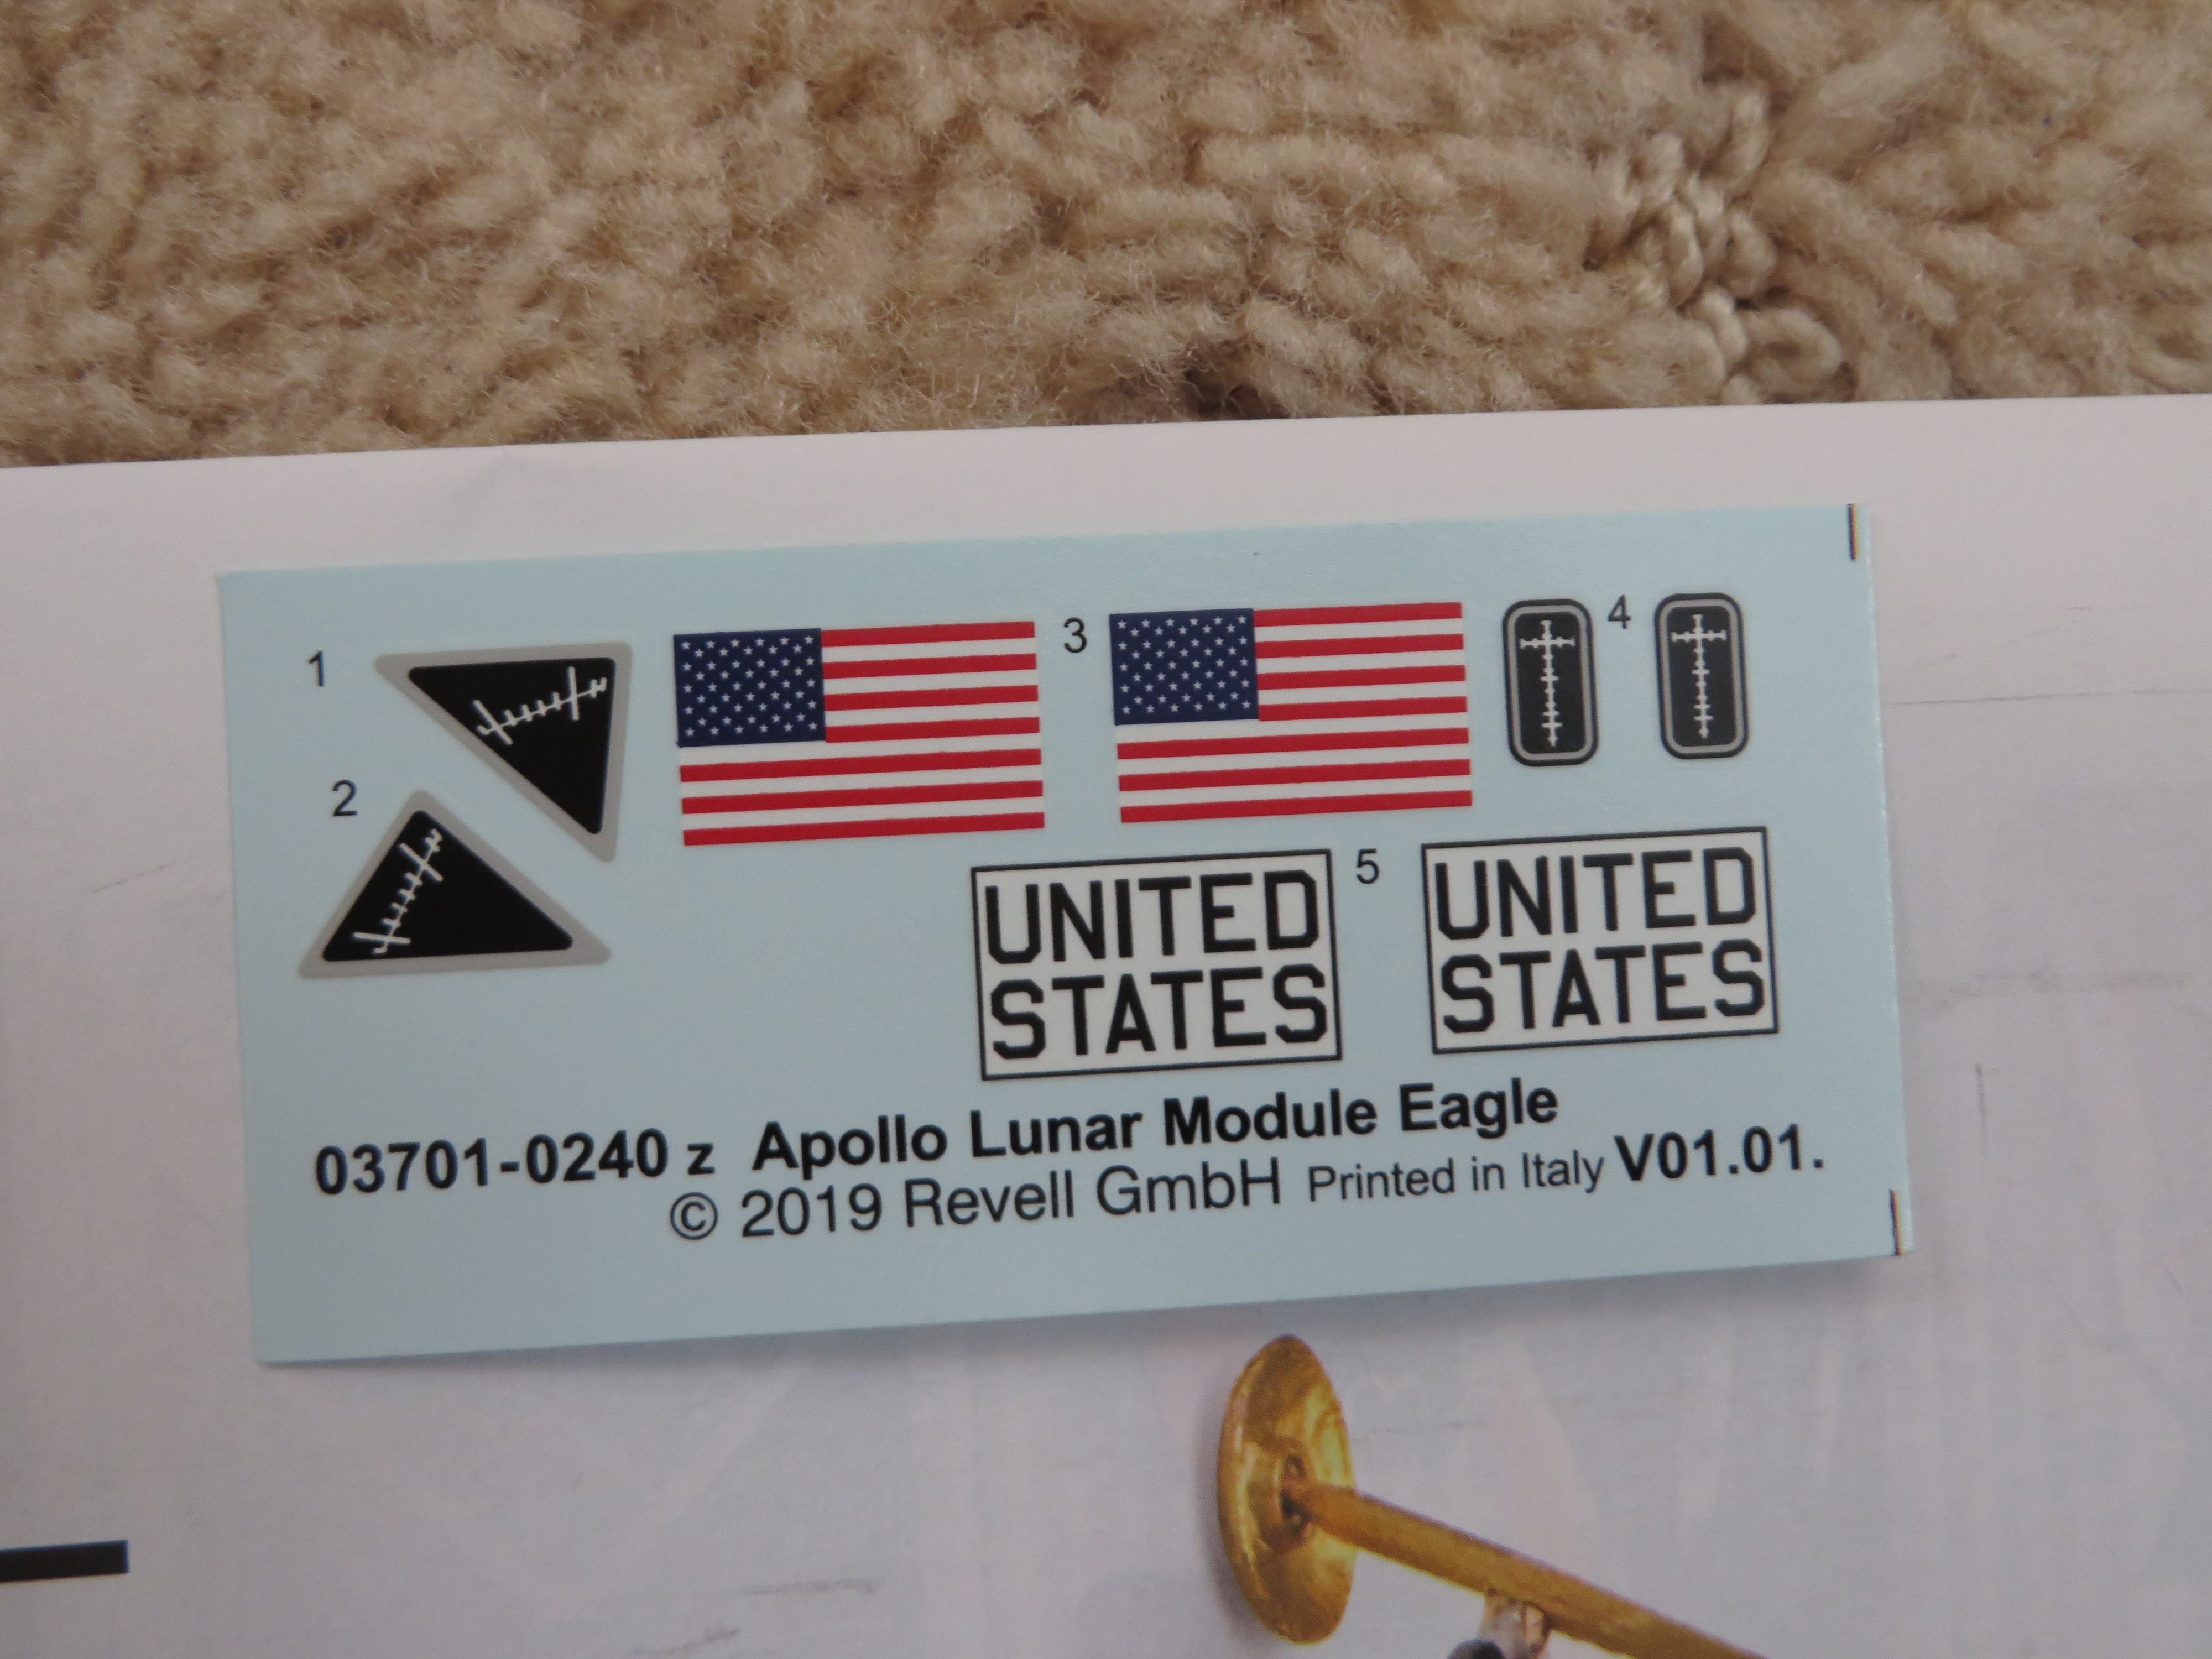 1
2
3
4
UNITED
STATES
5
UNITED
STATES
03701-0240 z Apollo Lunar Module Eagle
© 2019 Revell GmbH Printed in Italy V01.01.